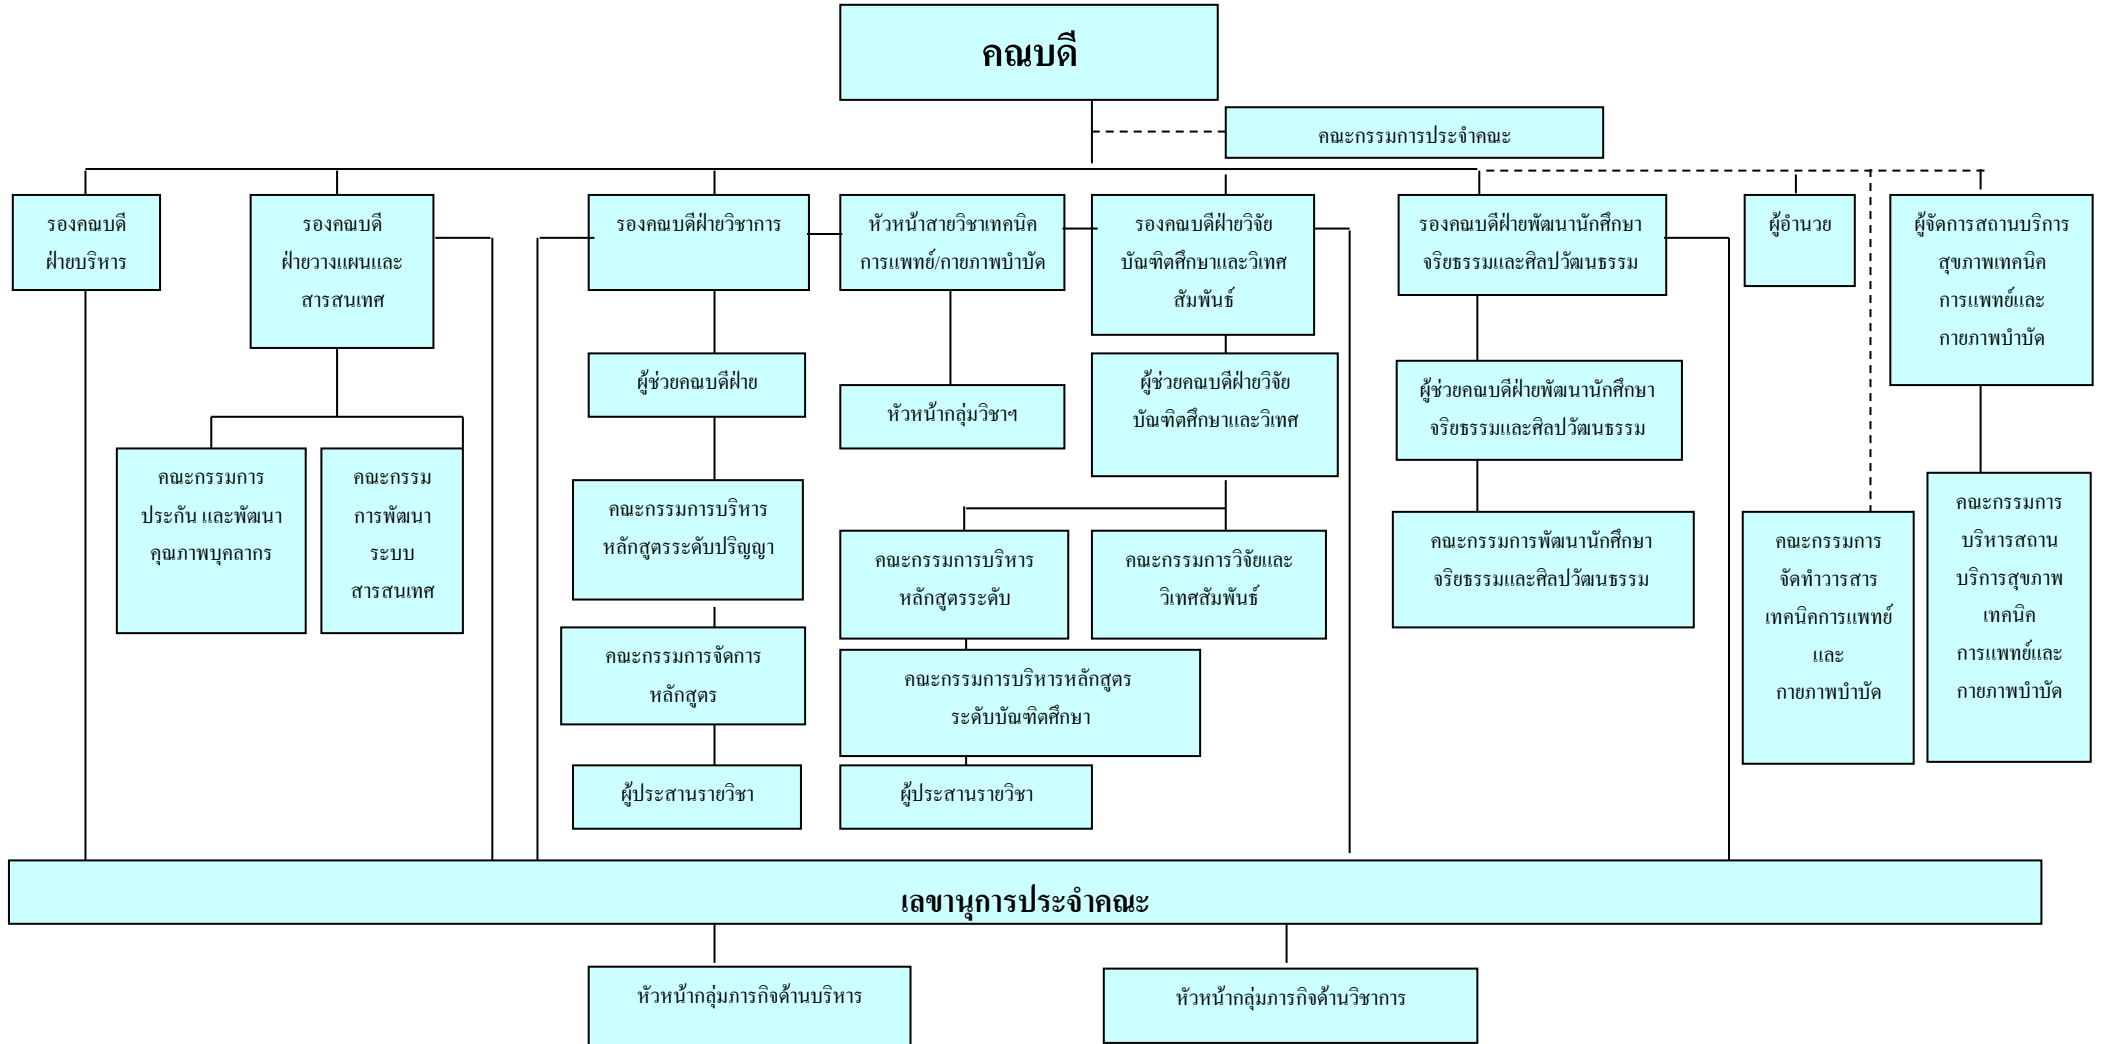 คณบดี
คณะกรรมการประจำคณะ
รองคณบดี
ฝ่ายบริหาร
รองคณบดี
ฝ่ายวางแผนและ
สารสนเทศ
รองคณบดีฝ่ายวิชาการ
หัวหน้าสายวิชาเทคนิค
การแพทย์/กายภาพบำบัด
รองคณบดีฝ่ายวิจัย
บัณฑิตศึกษาและวิเทศ
สัมพันธ์
รองคณบดีฝ่ายพัฒนานักศึกษา
จริยธรรมและศิลปวัฒนธรรม
ผู้อำนวย
ผู้จัดการสถานบริการ
สุขภาพเทคนิค
การแพทย์และ
กายภาพบำบัด
ผู้ช่วยคณบดีฝ่าย
หัวหน้ากลุ่มวิชาฯ
ผู้ช่วยคณบดีฝ่ายวิจัย
บัณฑิตศึกษาและวิเทศ
ผู้ช่วยคณบดีฝ่ายพัฒนานักศึกษา
จริยธรรมและศิลปวัฒนธรรม
คณะกรรมการ
ประกัน และพัฒนา
คุณภาพบุคลากร
คณะกรรม
การพัฒนา
ระบบ
สารสนเทศ
คณะกรรมการบริหาร
หลักสูตรระดับปริญญา
คณะกรรมการบริหาร
หลักสูตรระดับ
คณะกรรมการวิจัยและ
วิเทศสัมพันธ์
คณะกรรมการพัฒนานักศึกษา
จริยธรรมและศิลปวัฒนธรรม
คณะกรรมการ
จัดทำวารสาร
เทคนิคการแพทย์
และ
กายภาพบำบัด
คณะกรรมการ
บริหารสถาน
บริการสุขภาพ
เทคนิค
การแพทย์และ
กายภาพบำบัด
คณะกรรมการจัดการ
หลักสูตร
คณะกรรมการบริหารหลักสูตร
ระดับบัณฑิตศึกษา
ผู้ประสานรายวิชา
ผู้ประสานรายวิชา
เลขานุการประจำคณะ
หัวหน้ากลุ่มภารกิจด้านบริหาร
หัวหน้ากลุ่มภารกิจด้านวิชาการ